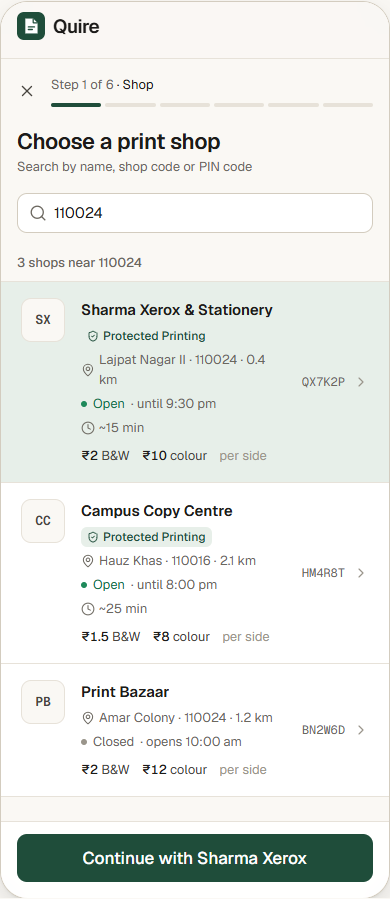 Quire
Step 1 of 6 · Shop
Choose a print shop
Search by name, shop code or PIN code
110024
3 shops near 110024
SX
Sharma Xerox & Stationery
Protected Printing
Lajpat Nagar II · 110024 · 0.4
km
QX7K2P
Open · until 9:30 pm
~15 min
₹2 B&W ₹10 colour per side
CC
Campus Copy Centre
Protected Printing
Hauz Khas · 110016 · 2.1 km
HM4R8T
Open · until 8:00 pm
~25 min
₹1.5 B&W ₹8 colour per side
PB
Print Bazaar
Amar Colony · 110024 · 1.2 km
BN2W6D
Closed · opens 10:00 am
₹2 B&W ₹12 colour per side
Continue with Sharma Xerox